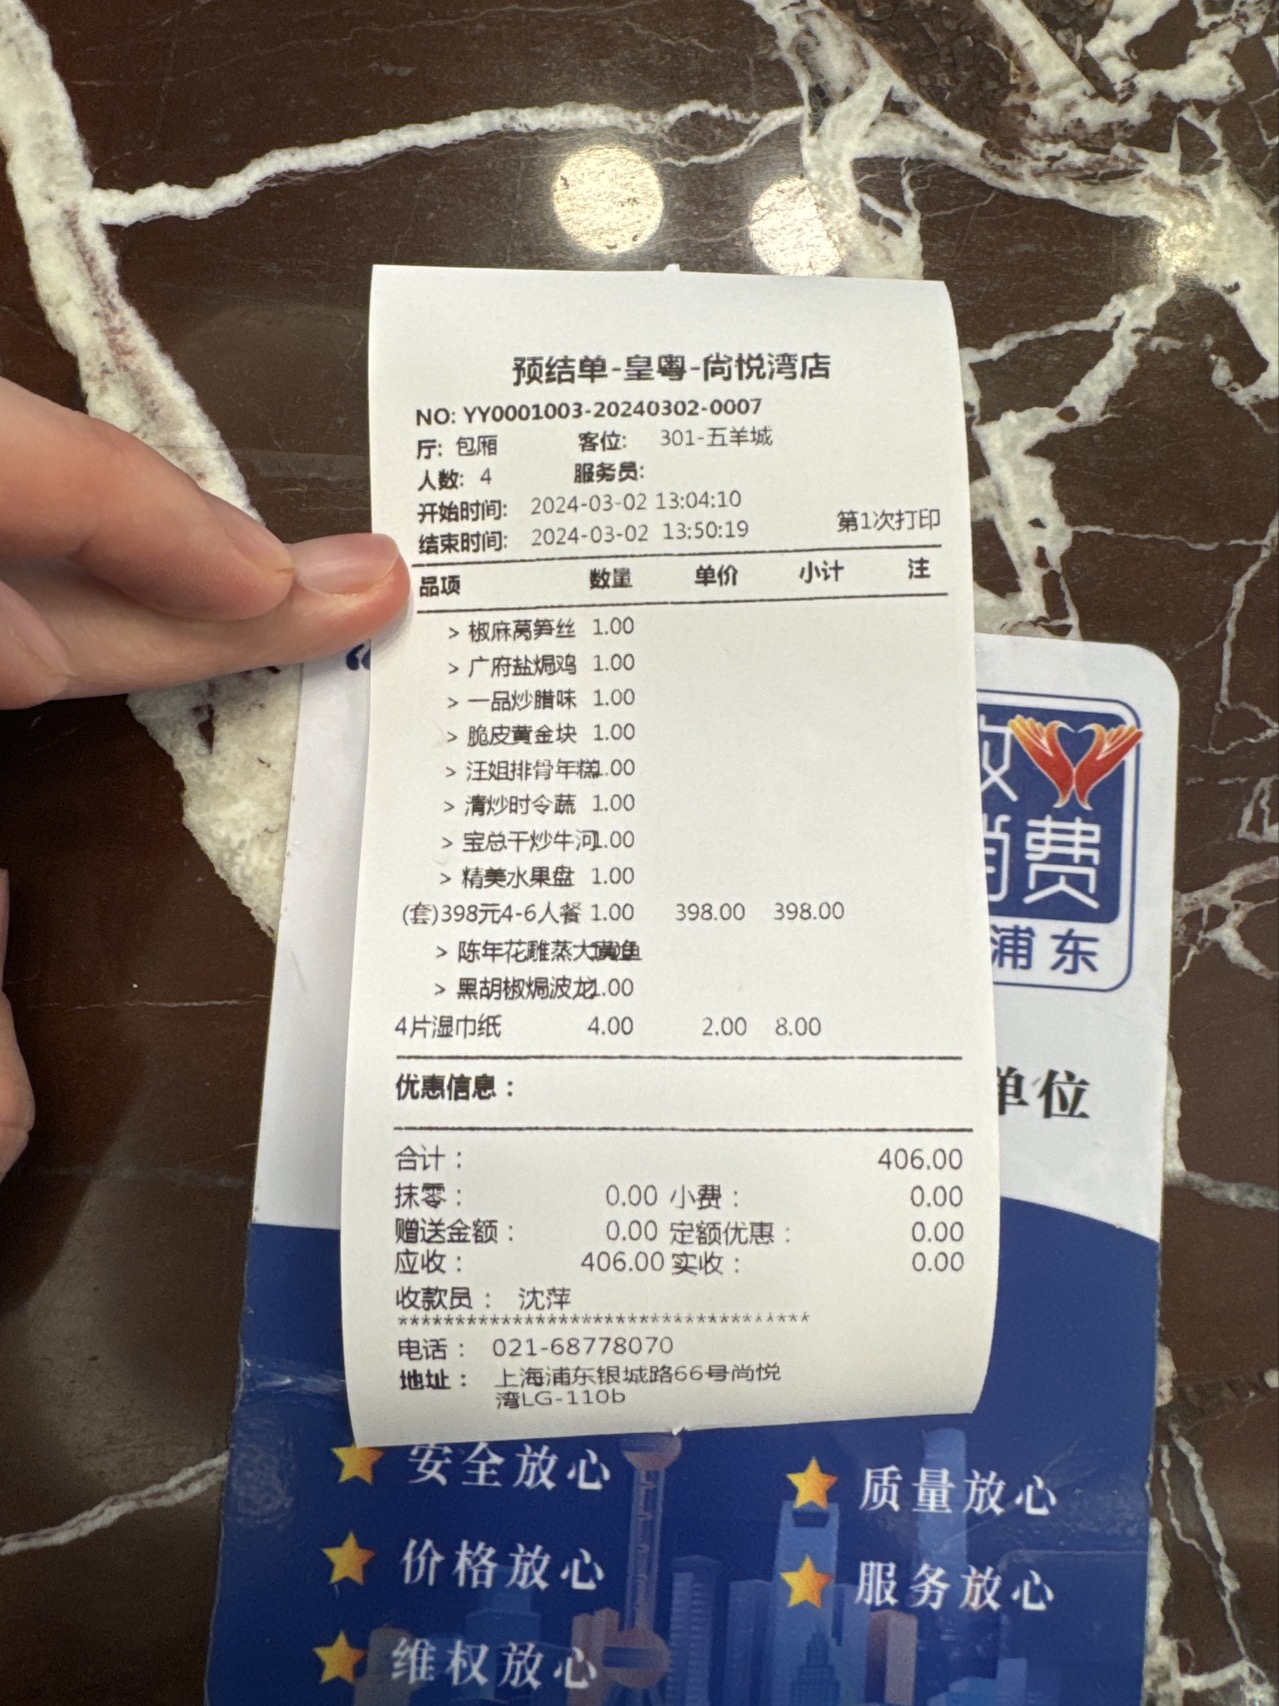 预结单-皇粤-尚悦湾店
NO: YY0001003-20240302-0007
厅: 包厢 客位: 301-五羊城
人数: 4 服务员:
开始时间: 2024-03-02 13:04:10
结束时间: 2024-03-02 13:50:19 第1次打印
品项 数量 单价 小计 注
> 椒麻莴笋丝 1.00
> 广府盐焗鸡 1.00
> 一品炒腊味 1.00
> 脆皮黄金块 1.00
> 汪姐排骨年糕1.00
> 清炒时令蔬 1.00
> 宝总干炒牛河1.00
> 精美水果盘 1.00
(套)398元4-6人餐 1.00 398.00 398.00
> 陈年花雕蒸大黄鱼
> 黑胡椒焗波龙1.00
4片湿巾纸 4.00 2.00 8.00
优惠信息：
合计： 406.00
抹零： 0.00 小费： 0.00
赠送金额： 0.00 定额优惠： 0.00
应收： 406.00 实收： 0.00
收款员： 沈萍
***********************************
电话： 021-68778070
地址： 上海浦东银城路66号尚悦
湾LG-110b
费
浦东
单位
安全放心
质量放心
价格放心
服务放心
维权放心